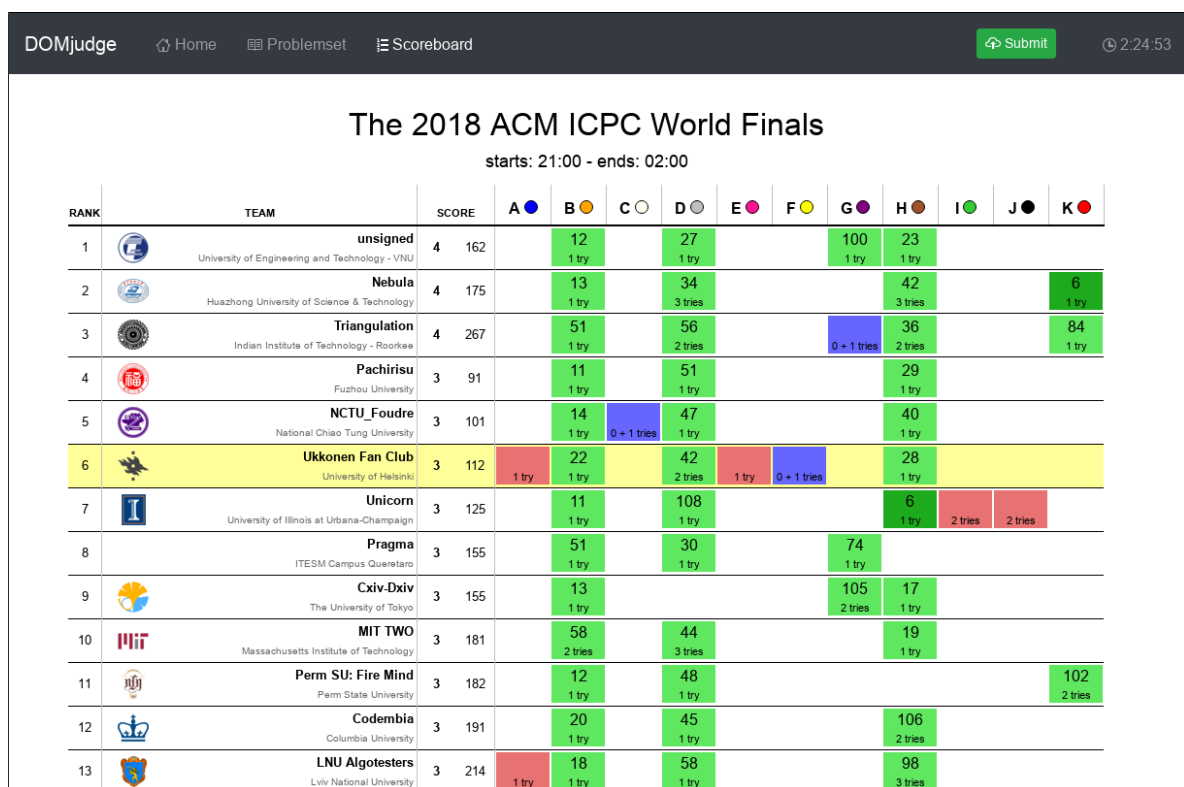 DOMjudge Home Problemset Scoreboard Submit 2:24:53
The 2018 ACM ICPC World Finals
starts: 21:00 - ends: 02:00
RANK TEAM SCORE A B C D E F G H I J K
1 unsigned 4 162 12 27 100 23
University of Engineering and Technology - VNU 1 try 1 try 1 try 1 try
2 Nebula 4 175 13 34 42 6
Huazhong University of Science & Technology 1 try 3 tries 3 tries 1 try
3 Triangulation 4 267 51 56 36 84
Indian Institute of Technology - Roorkee 1 try 2 tries 0 + 1 tries 2 tries 1 try
4 Pachirisu 3 91 11 51 29
Fuzhou University 1 try 1 try 1 try
5 NCTU_Foudre 3 101 14 47 40
National Chiao Tung University 1 try 0 + 1 tries 1 try 1 try
6 Ukkonen Fan Club 3 112 22 42 28
University of Helsinki 1 try 1 try 2 tries 1 try 0 + 1 tries 1 try
7 Unicorn 3 125 11 108 6
University of Illinois at Urbana-Champaign 1 try 1 try 1 try 2 tries 2 tries
8 Pragma 3 155 51 30 74
ITESM Campus Queretaro 1 try 1 try 1 try
9 Cxiv-Dxiv 3 155 13 105 17
The University of Tokyo 1 try 2 tries 1 try
10 MIT TWO 3 181 58 44 19
Massachusetts Institute of Technology 2 tries 3 tries 1 try
11 Perm SU: Fire Mind 3 182 12 48 102
Perm State University 1 try 1 try 2 tries
12 Codembia 3 191 20 45 106
Columbia University 1 try 1 try 2 tries
13 LNU Algotesters 3 214 18 58 98
Lviv National University 1 try 1 try 1 try 3 tries